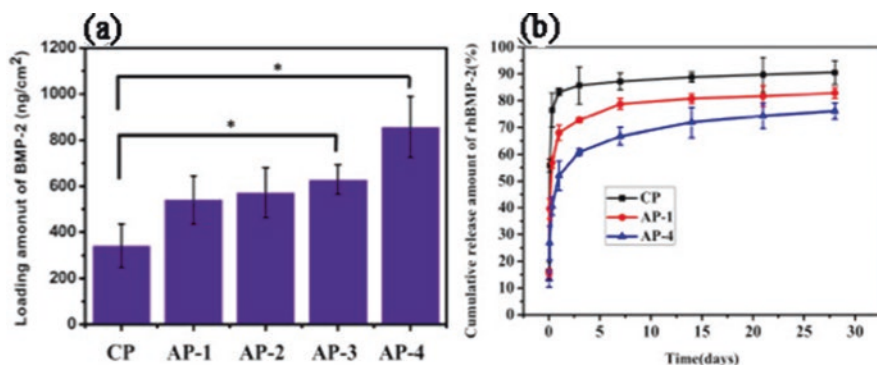 (a)
Loading amonut of BMP-2 (ng/cm²)
1200
1000
800
600
400
200
0
*
*
CP AP-1 AP-2 AP-3 AP-4
(b)
Cumulative release amount of rhBMP-2(%)
100
90
80
70
60
50
40
30
20
10
0
CP
AP-1
AP-4
0 5 10 15 20 25 30
Time(days)